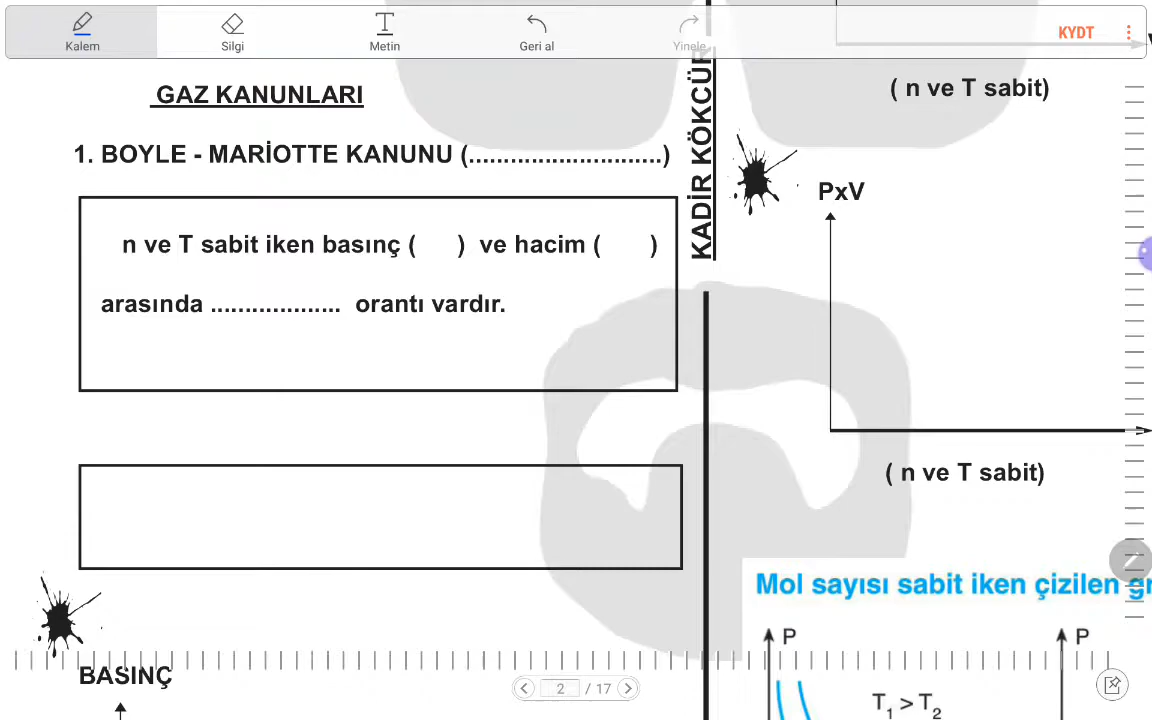 Kalem
Silgi
Metin
Geri al
Yinele
KYDT
GAZ KANUNLARI
1. BOYLE - MARİOTTE KANUNU (............................)
n ve T sabit iken basınç (      )  ve hacim (       )
arasında ...................  orantı vardır.
BASINÇ
2 / 17
KADİR KÖKCÜ
( n ve T sabit)
PxV
( n ve T sabit)
Mol sayısı sabit iken çizilen
P
P
T1 > T2